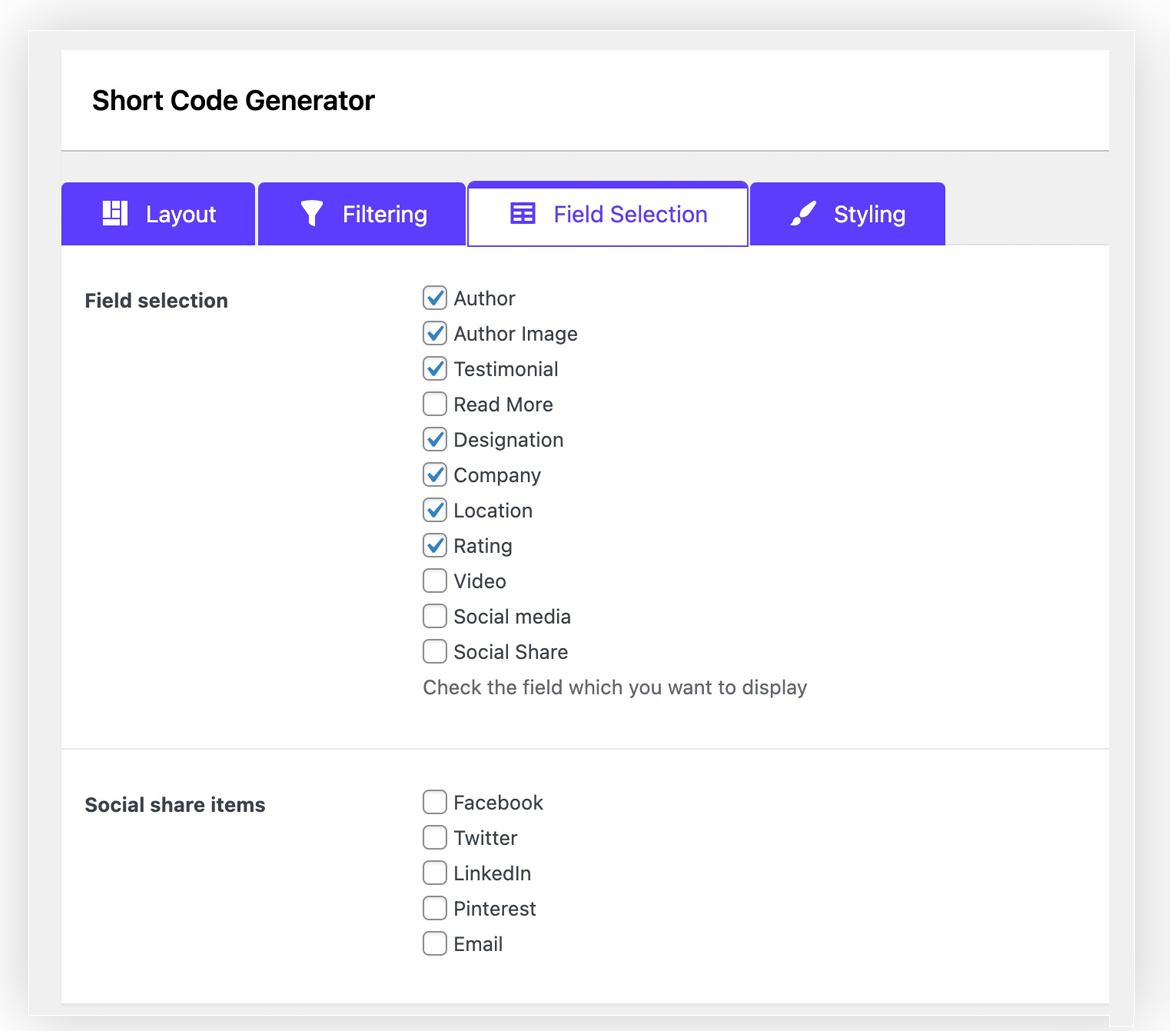 Short Code Generator
Layout Filtering Field Selection Styling
Field selection
Author
Author Image
Testimonial
Read More
Designation
Company
Location
Rating
Video
Social media
Social Share
Check the field which you want to display
Social share items
Facebook
Twitter
LinkedIn
Pinterest
Email